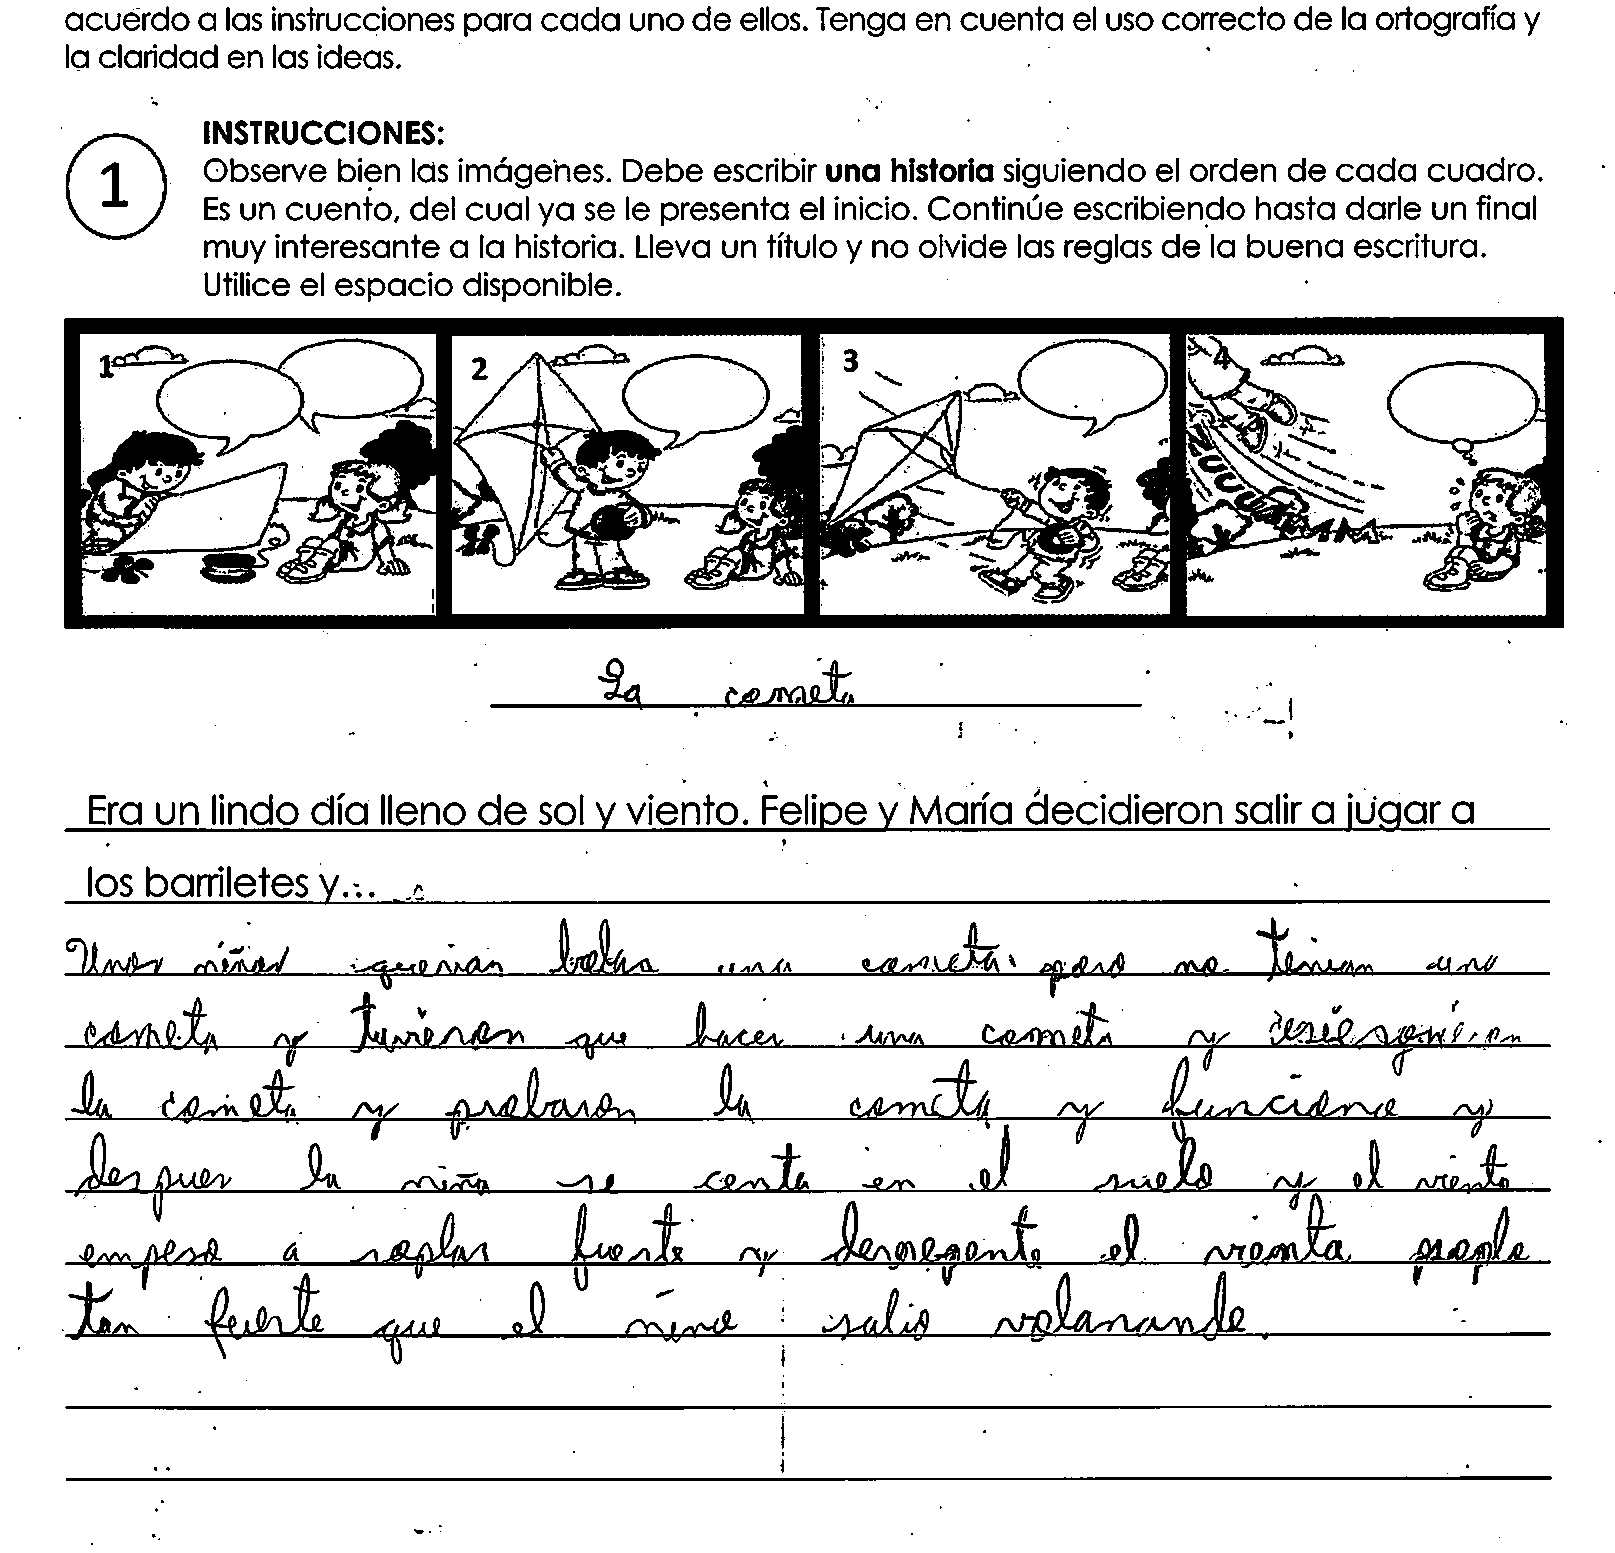 acuerdo a las instrucciones para cada uno de ellos. Tenga en cuenta el uso correcto de la ortografía y
la claridad en las ideas.
1
INSTRUCCIONES:
Observe bien las imágenes. Debe escribir una historia siguiendo el orden de cada cuadro.
Es un cuento, del cual ya se le presenta el inicio. Continúe escribiendo hasta darle un final
muy interesante a la historia. Lleva un título y no olvide las reglas de la buena escritura.
Utilice el espacio disponible.
1 2 3 4
La cometa
Era un lindo día lleno de sol y viento. Felipe y María decidieron salir a jugar a
los barriletes y...
Unos niños querian bolar una cometa pero no tenian una
cometa y tuvieron que hacer una cometa y
la cometa y probaron la cometa y funciono y
despues la niña se centa en el suelo y el viento
empeso a soplar fuerte y derrepente el vienta
tan fuerte que el nino salio volanando.